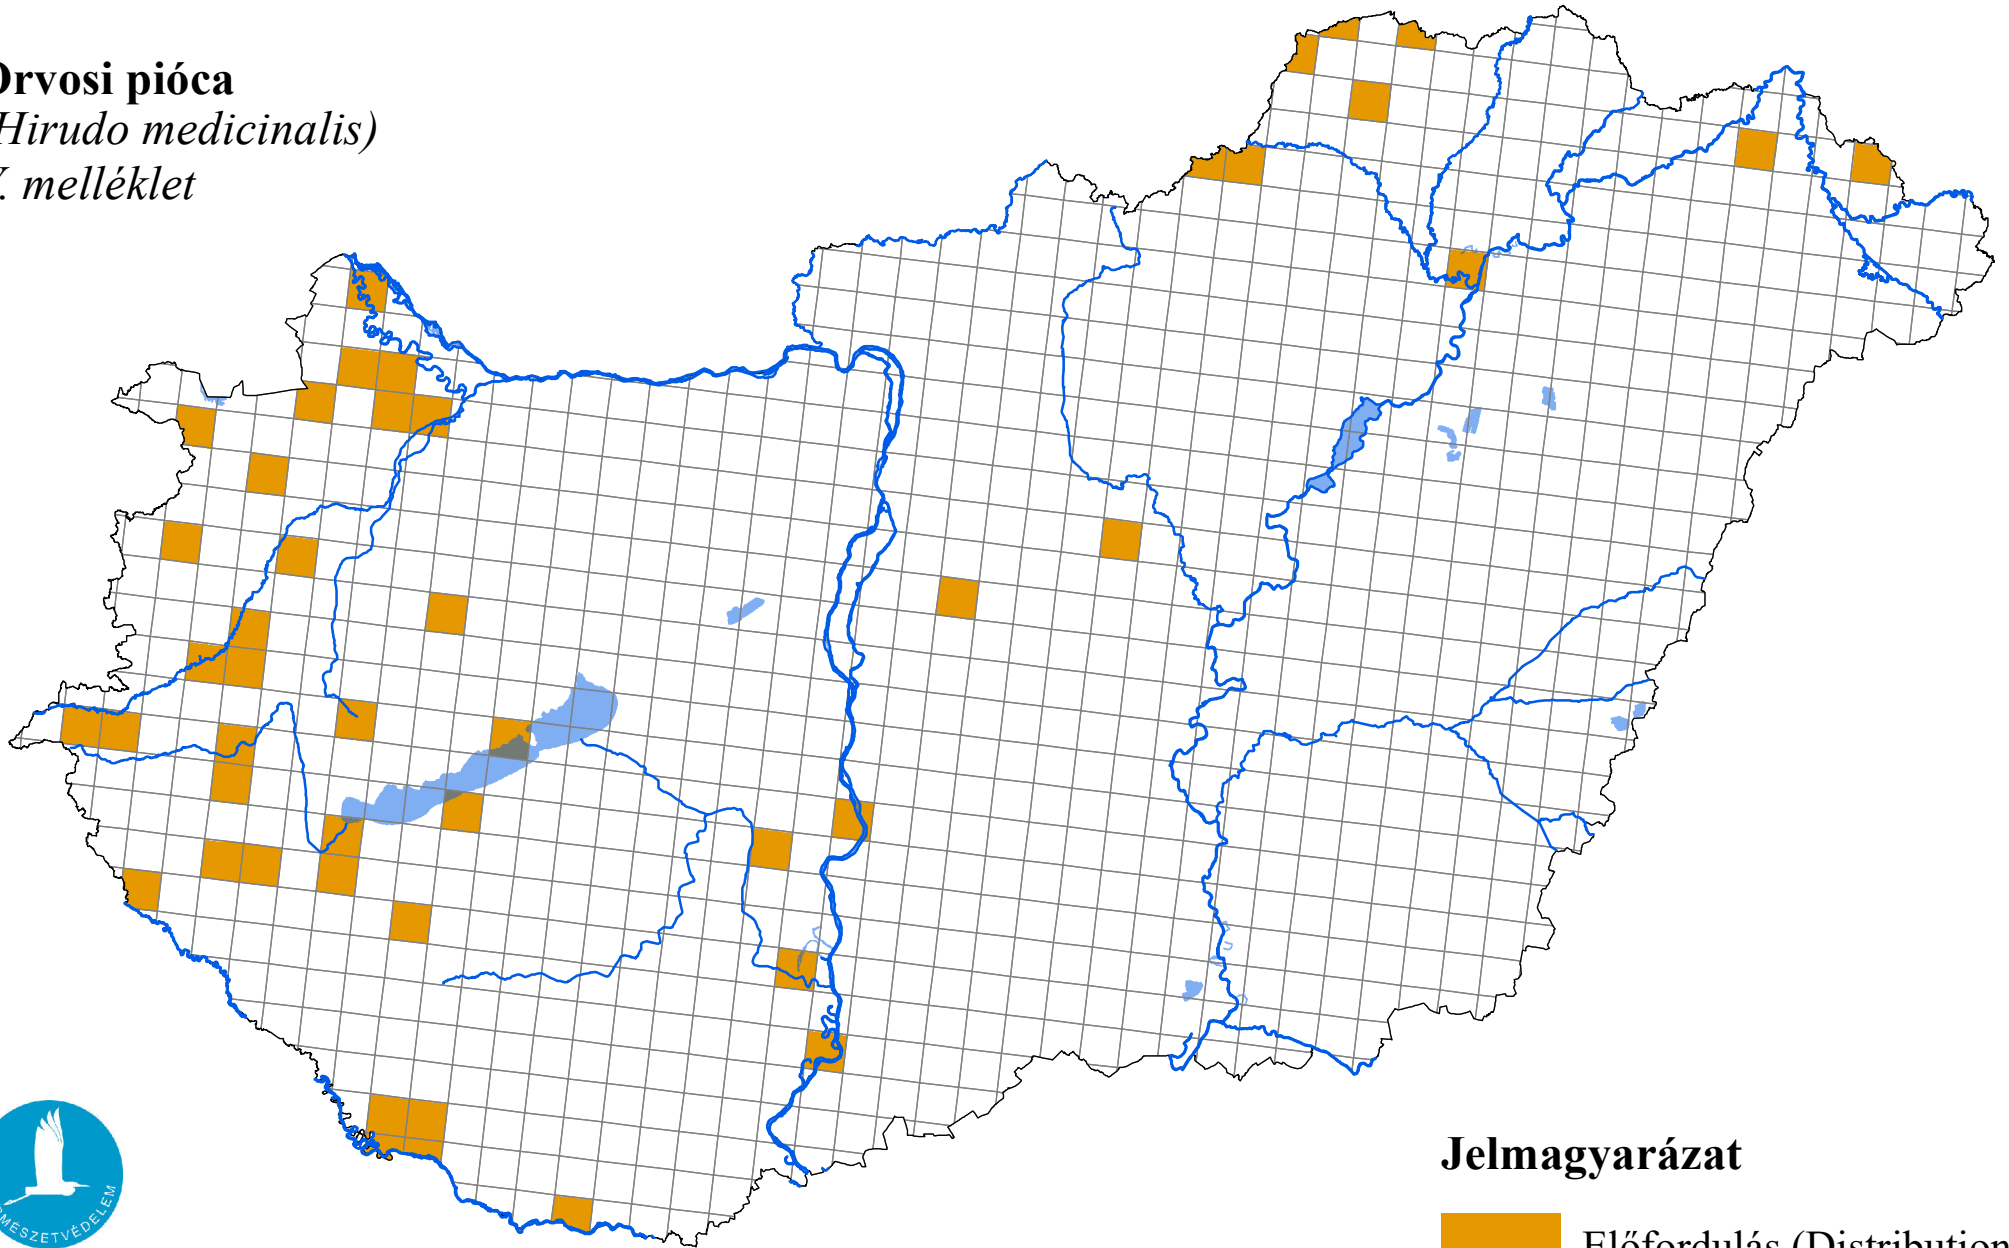 Orvosi pióca
(Hirudo medicinalis)
V. melléklet
Jelmagyarázat
Előfordulás (Distribution